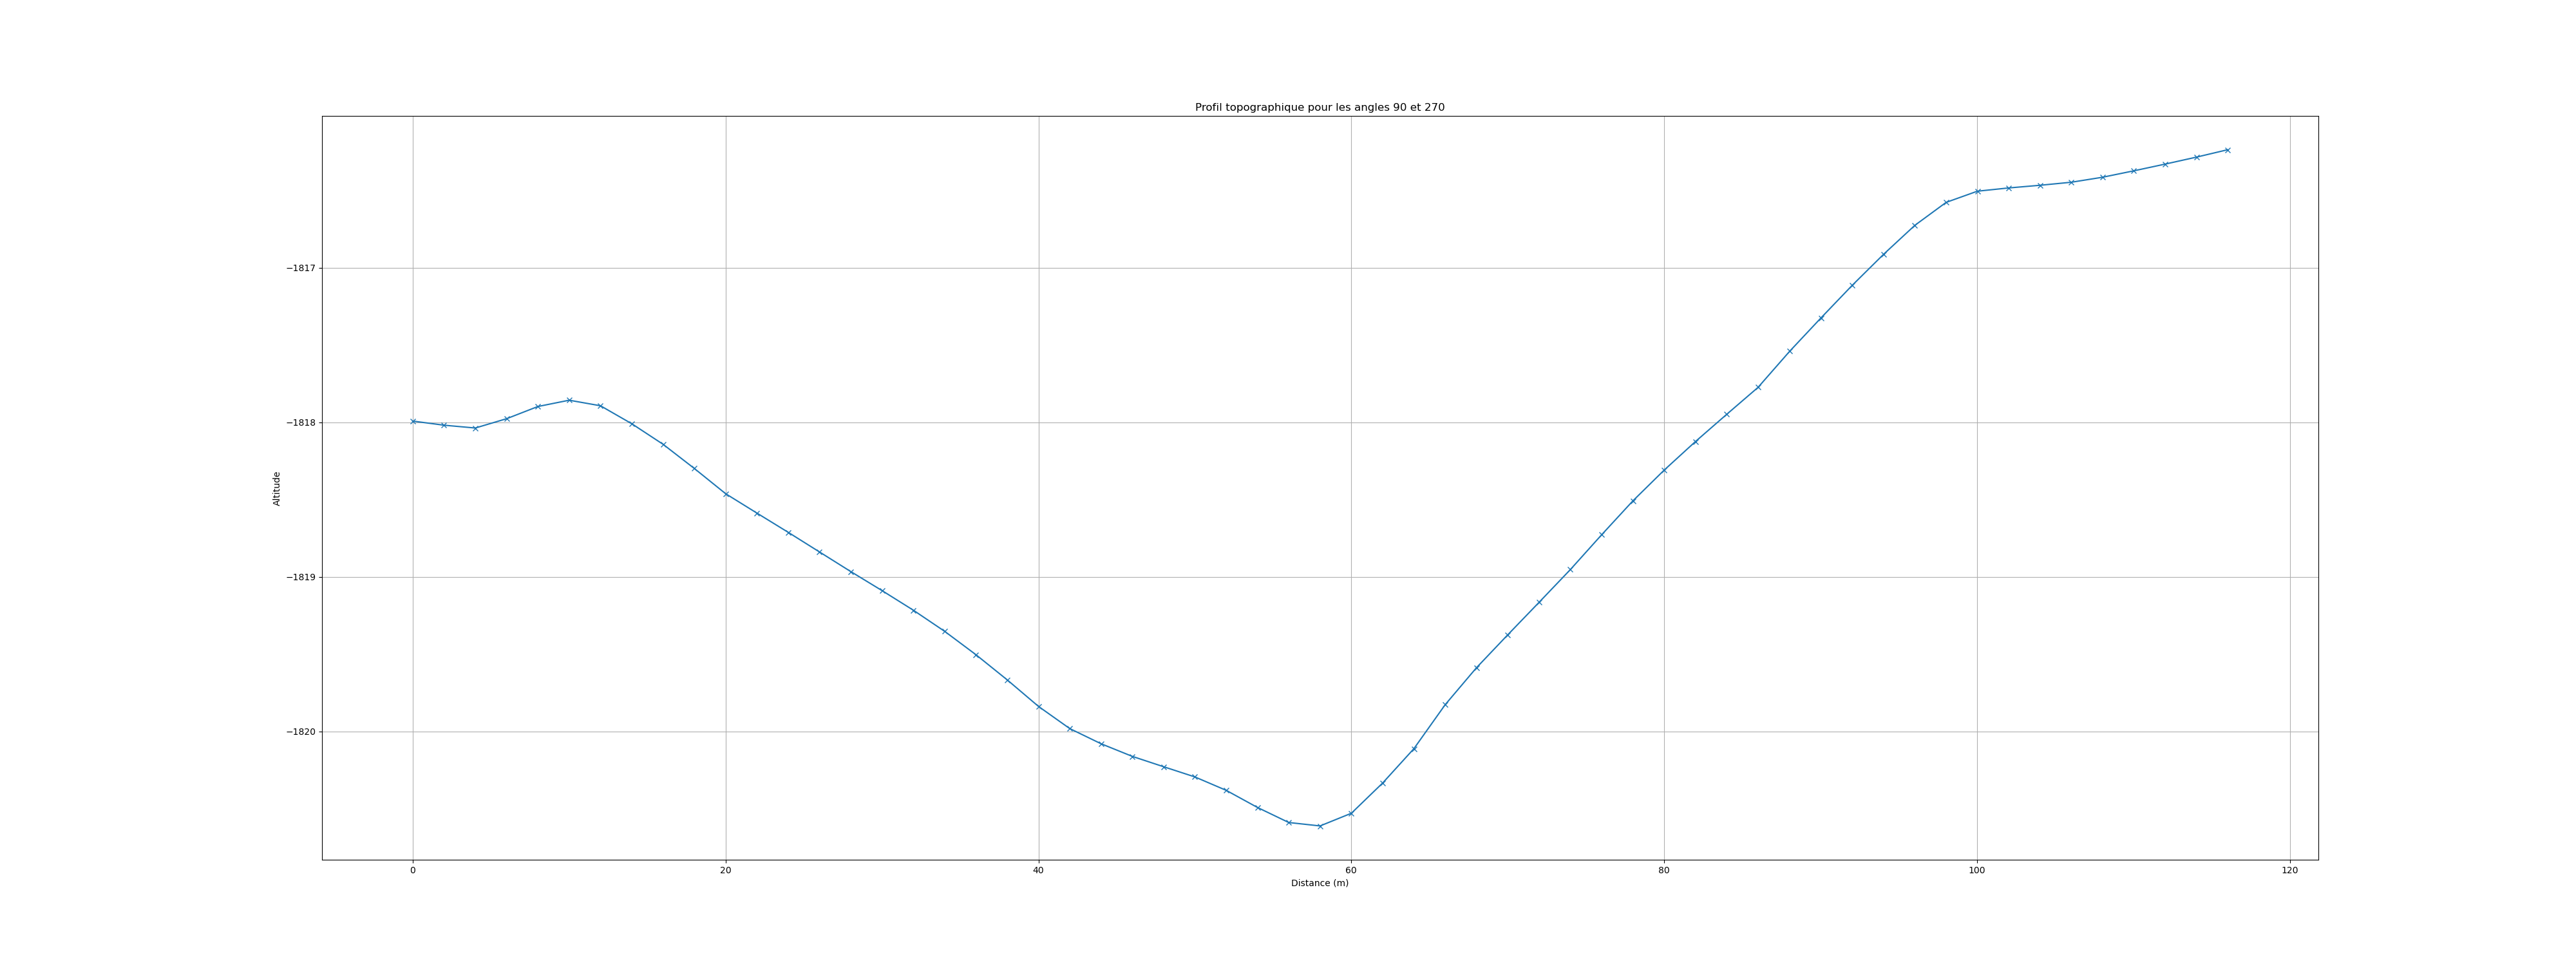 Profil topographique pour les angles 90 et 270
−1817
−1818
−1819
−1820
Altitude
0 20 40 60 80 100 120
Distance (m)